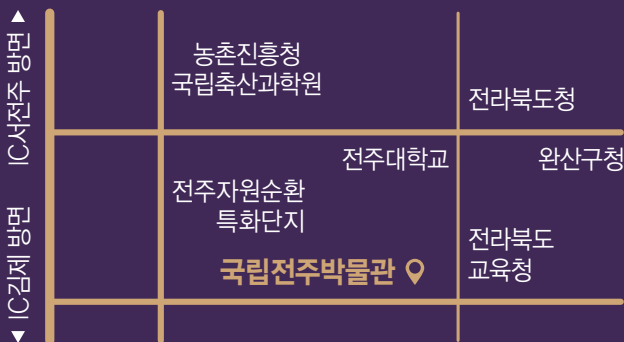 ▲
IC서전주 방면
농촌진흥청
국립축산과학원
전라북도청
전주대학교
완산구청
전주자원순환
특화단지
전라북도
교육청
국립전주박물관
IC김제 방면
▼